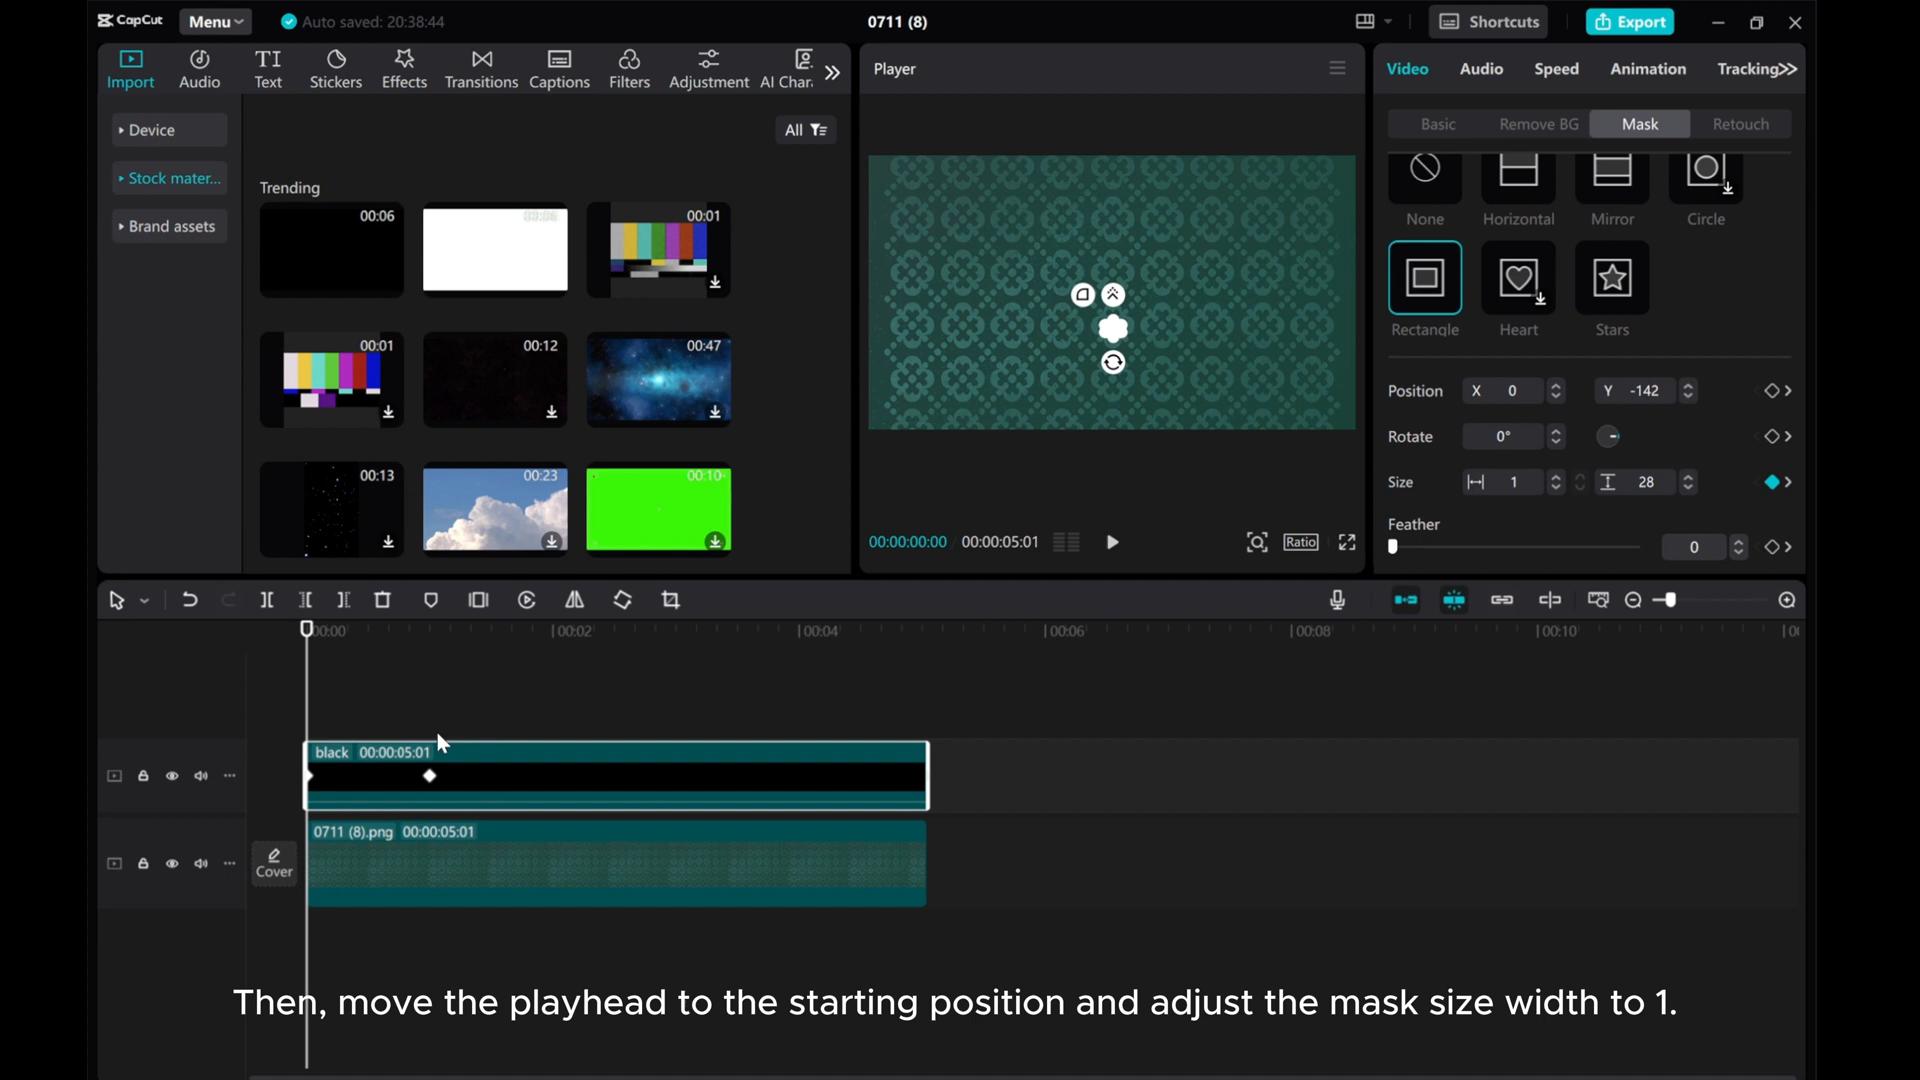 CapCut
Menu
Auto saved: 20:38:44
0711 (8)
Shortcuts
Export
Import
Audio
TI
Text
Stickers
Effects
Transitions
Captions
Filters
Adjustment
AI Char
Player
Video
Audio
Speed
Animation
Tracking
Device
Stock mater...
Brand assets
All
Basic
Remove BG
Mask
Retouch
Trending
00:06
00:06
00:01
00:01
00:12
00:47
00:13
00:23
00:10
None
Horizontal
Mirror
Circle
Rectangle
Heart
Stars
Position
X 0
Y -142
Rotate
0°
Size
1
28
Feather
0
00:00:00:00
00:00:05:01
Ratio
00:00
00:02
00:04
00:06
00:08
00:10
black 00:00:05:01
0711 (8).png 00:00:05:01
Cover
Then, move the playhead to the starting position and adjust the mask size width to 1.